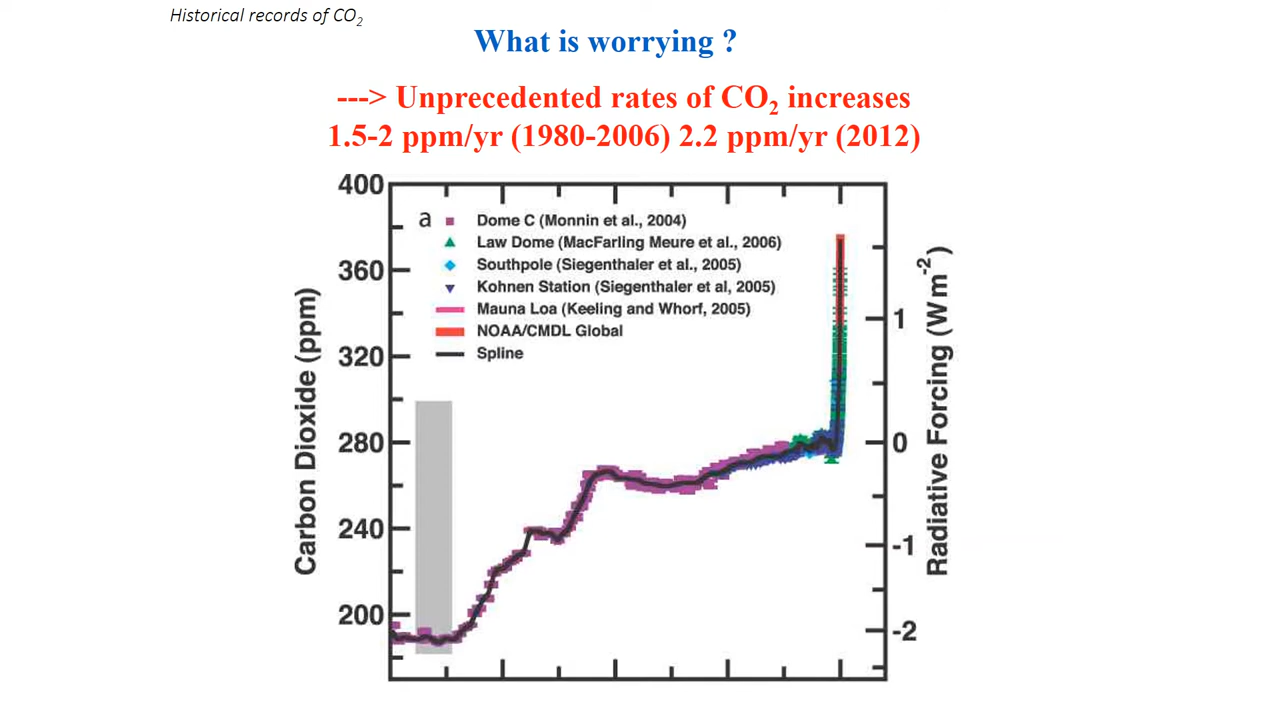 Historical records of CO2
What is worrying ?
---> Unprecedented rates of CO2 increases
1.5-2 ppm/yr (1980-2006) 2.2 ppm/yr (2012)
400
360
320
280
240
200
Carbon Dioxide (ppm)
a
Dome C (Monnin et al., 2004)
Law Dome (MacFarling Meure et al., 2006)
Southpole (Siegenthaler et al., 2005)
Kohnen Station (Siegenthaler et al, 2005)
Mauna Loa (Keeling and Whorf, 2005)
NOAA/CMDL Global
Spline
1
0
-1
-2
Radiative Forcing (Wm-2)